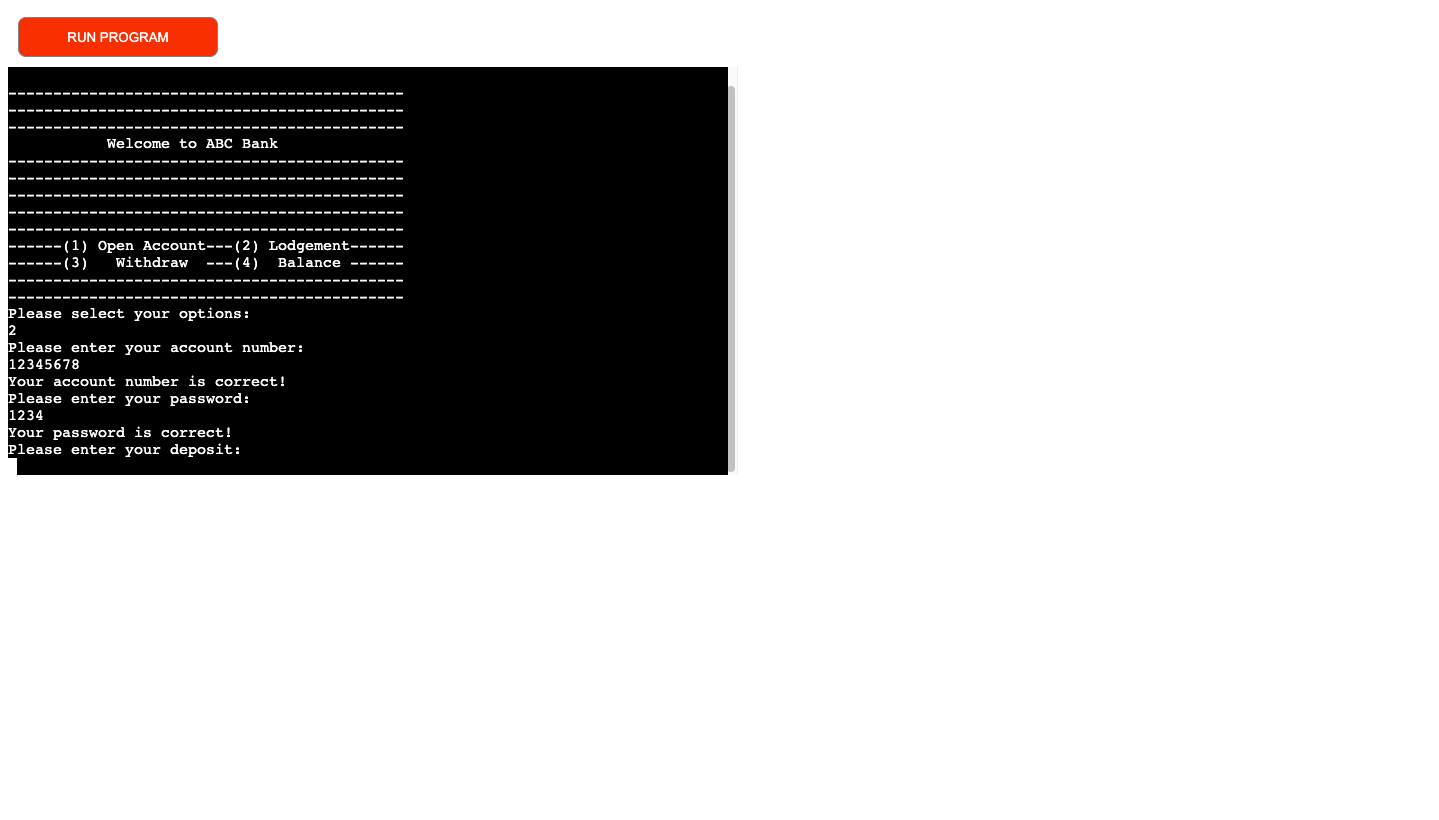 RUN PROGRAM
--------------------------------------------
--------------------------------------------
--------------------------------------------
           Welcome to ABC Bank
--------------------------------------------
--------------------------------------------
--------------------------------------------
--------------------------------------------
--------------------------------------------
------(1) Open Account---(2) Lodgement------
------(3)   Withdraw  ---(4)  Balance ------
--------------------------------------------
--------------------------------------------
Please select your options:
2
Please enter your account number:
12345678
Your account number is correct!
Please enter your password:
1234
Your password is correct!
Please enter your deposit: